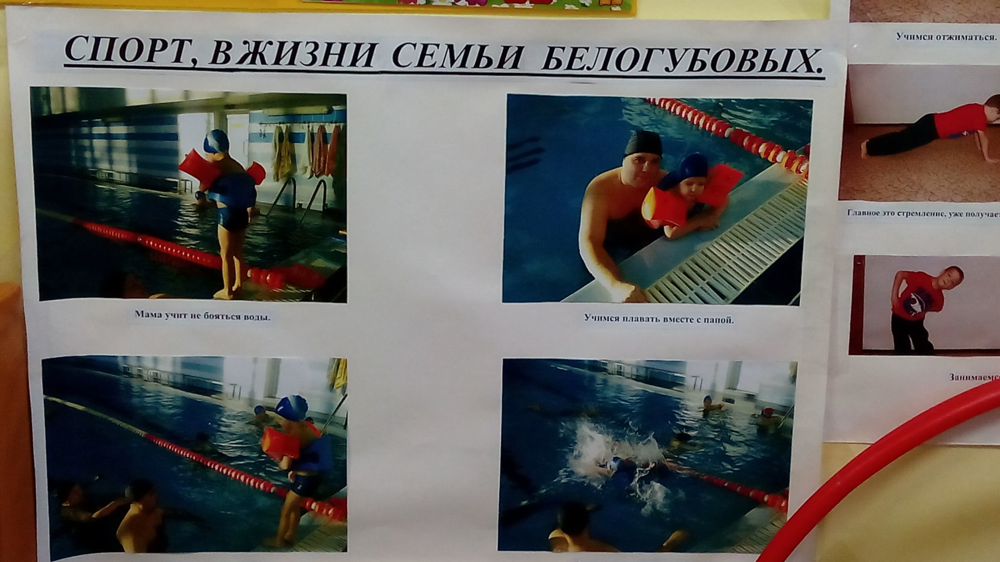 СПОРТ, В ЖИЗНИ СЕМЬИ БЕЛОГУБОВЫХ.
Мама учит не бояться воды.
Учимся плавать вместе с папой.
Учимся отжиматься.
Главное это стремление, уже получает
Занимаемс